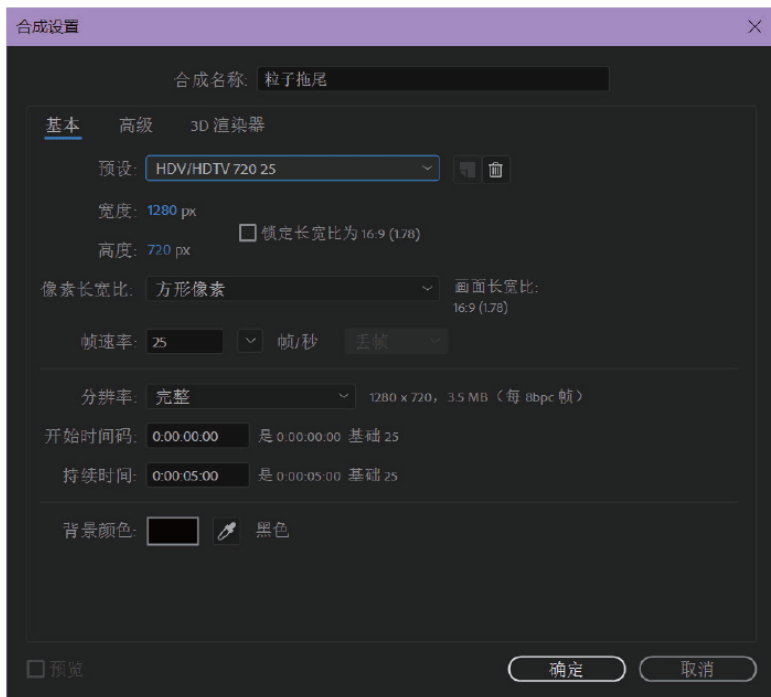 合成设置
合成名称: 粒子拖尾
基本 高级 3D 渲染器
预设: HDV/HDTV 720 25
宽度: 1280 px
锁定长宽比为 16:9 (1.78)
高度: 720 px
像素长宽比: 方形像素 画面长宽比:
16:9 (1.78)
帧速率: 25 帧/秒 丢帧
分辨率: 完整 1280 x 720，3.5 MB（每 8bpc 帧）
开始时间码: 0:00:00:00 是 0:00:00:00 基础 25
持续时间: 0:00:05:00 是 0:00:05:00 基础 25
背景颜色: 黑色
预览 确定 取消